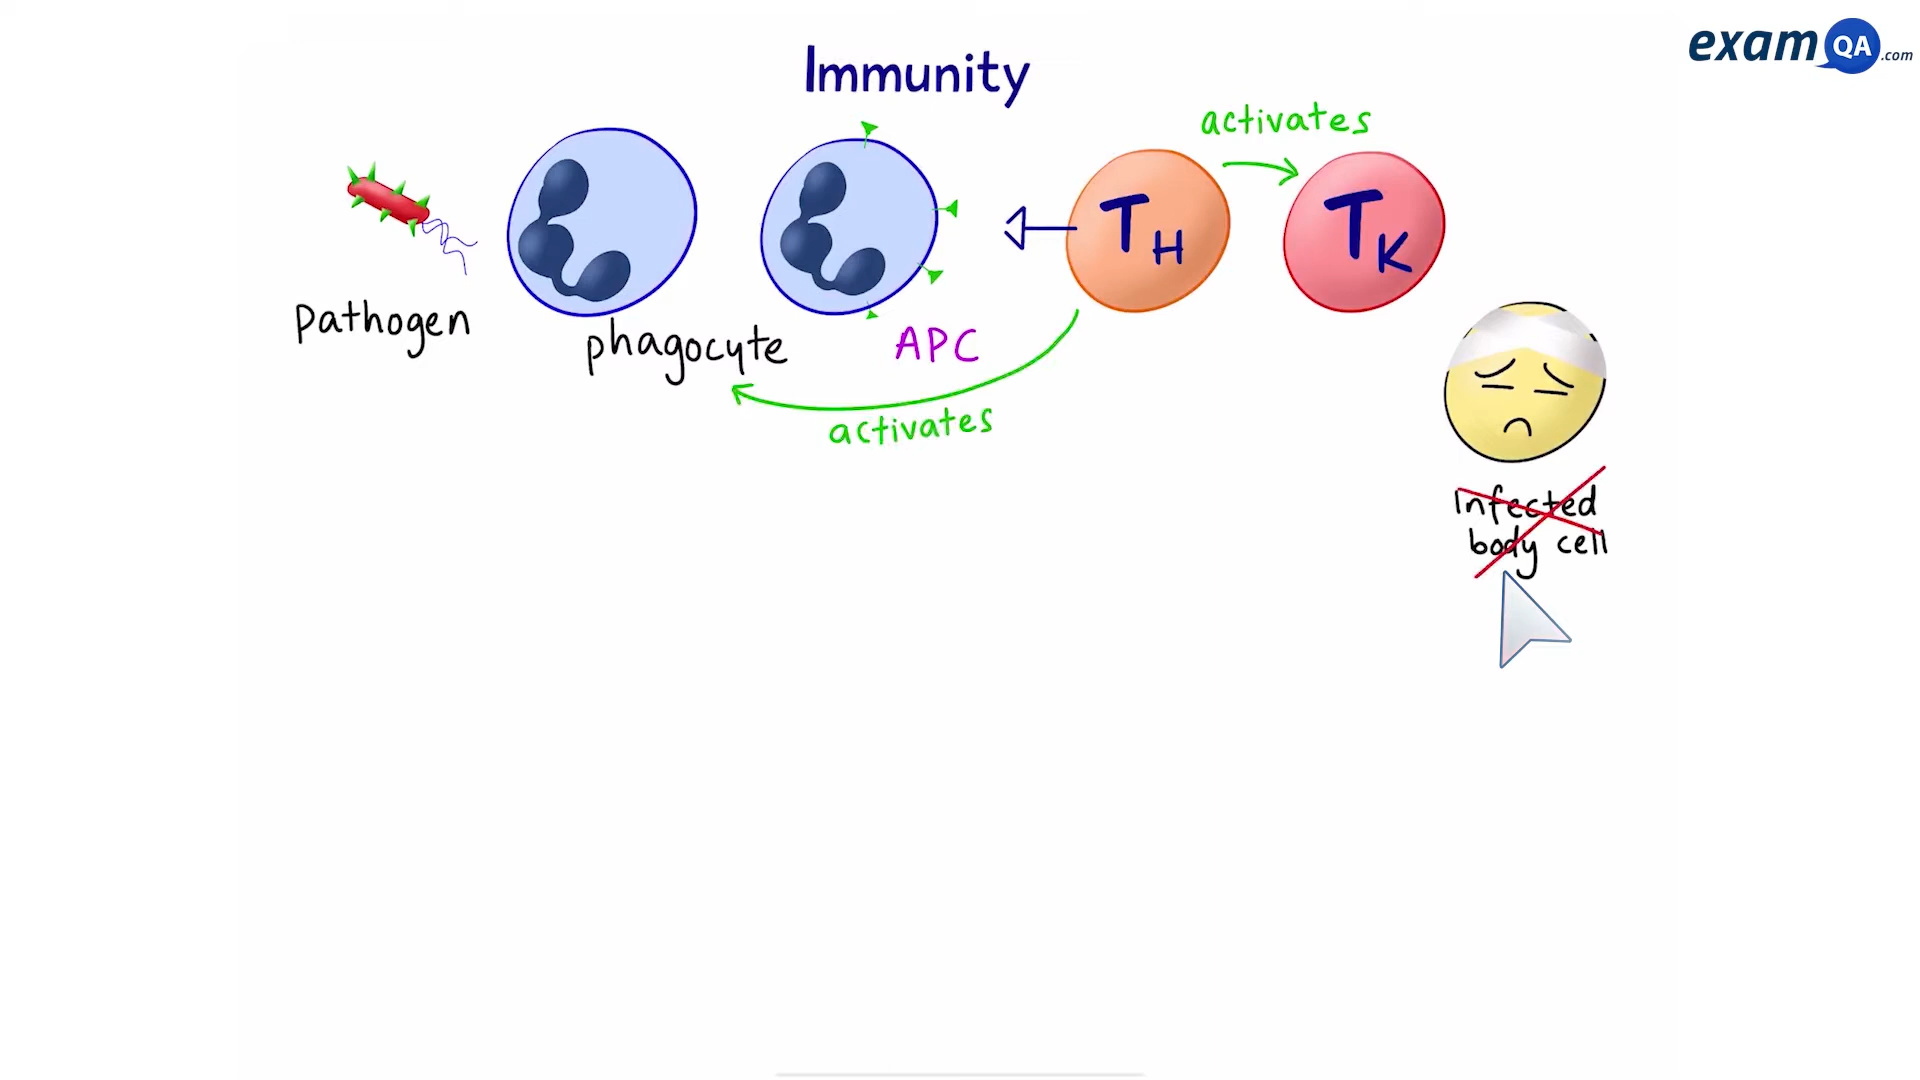 Immunity
examQA.com
activates
TH
TK
Pathogen
phagocyte
APC
activates
Infected
body cell